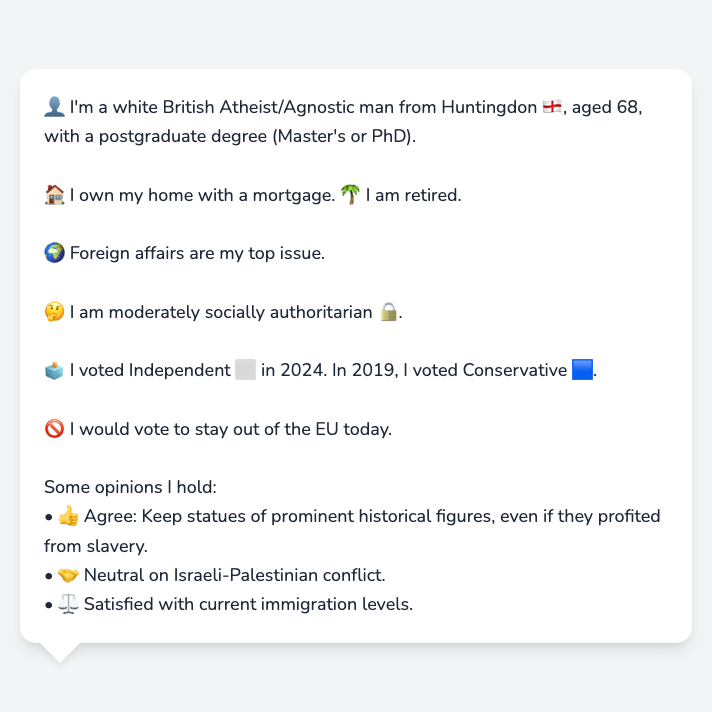 👤 I'm a white British Atheist/Agnostic man from Huntingdon 🏴󠁧󠁢󠁥󠁮󠁧󠁿, aged 68,
with a postgraduate degree (Master's or PhD).
🏠 I own my home with a mortgage. 🌴 I am retired.
🌍 Foreign affairs are my top issue.
🤔 I am moderately socially authoritarian 🔒.
🗳️ I voted Independent ⬜ in 2024. In 2019, I voted Conservative 🟦.
🚫 I would vote to stay out of the EU today.
Some opinions I hold:
• 👍 Agree: Keep statues of prominent historical figures, even if they profited
from slavery.
• 🤝 Neutral on Israeli-Palestinian conflict.
• ⚖️ Satisfied with current immigration levels.